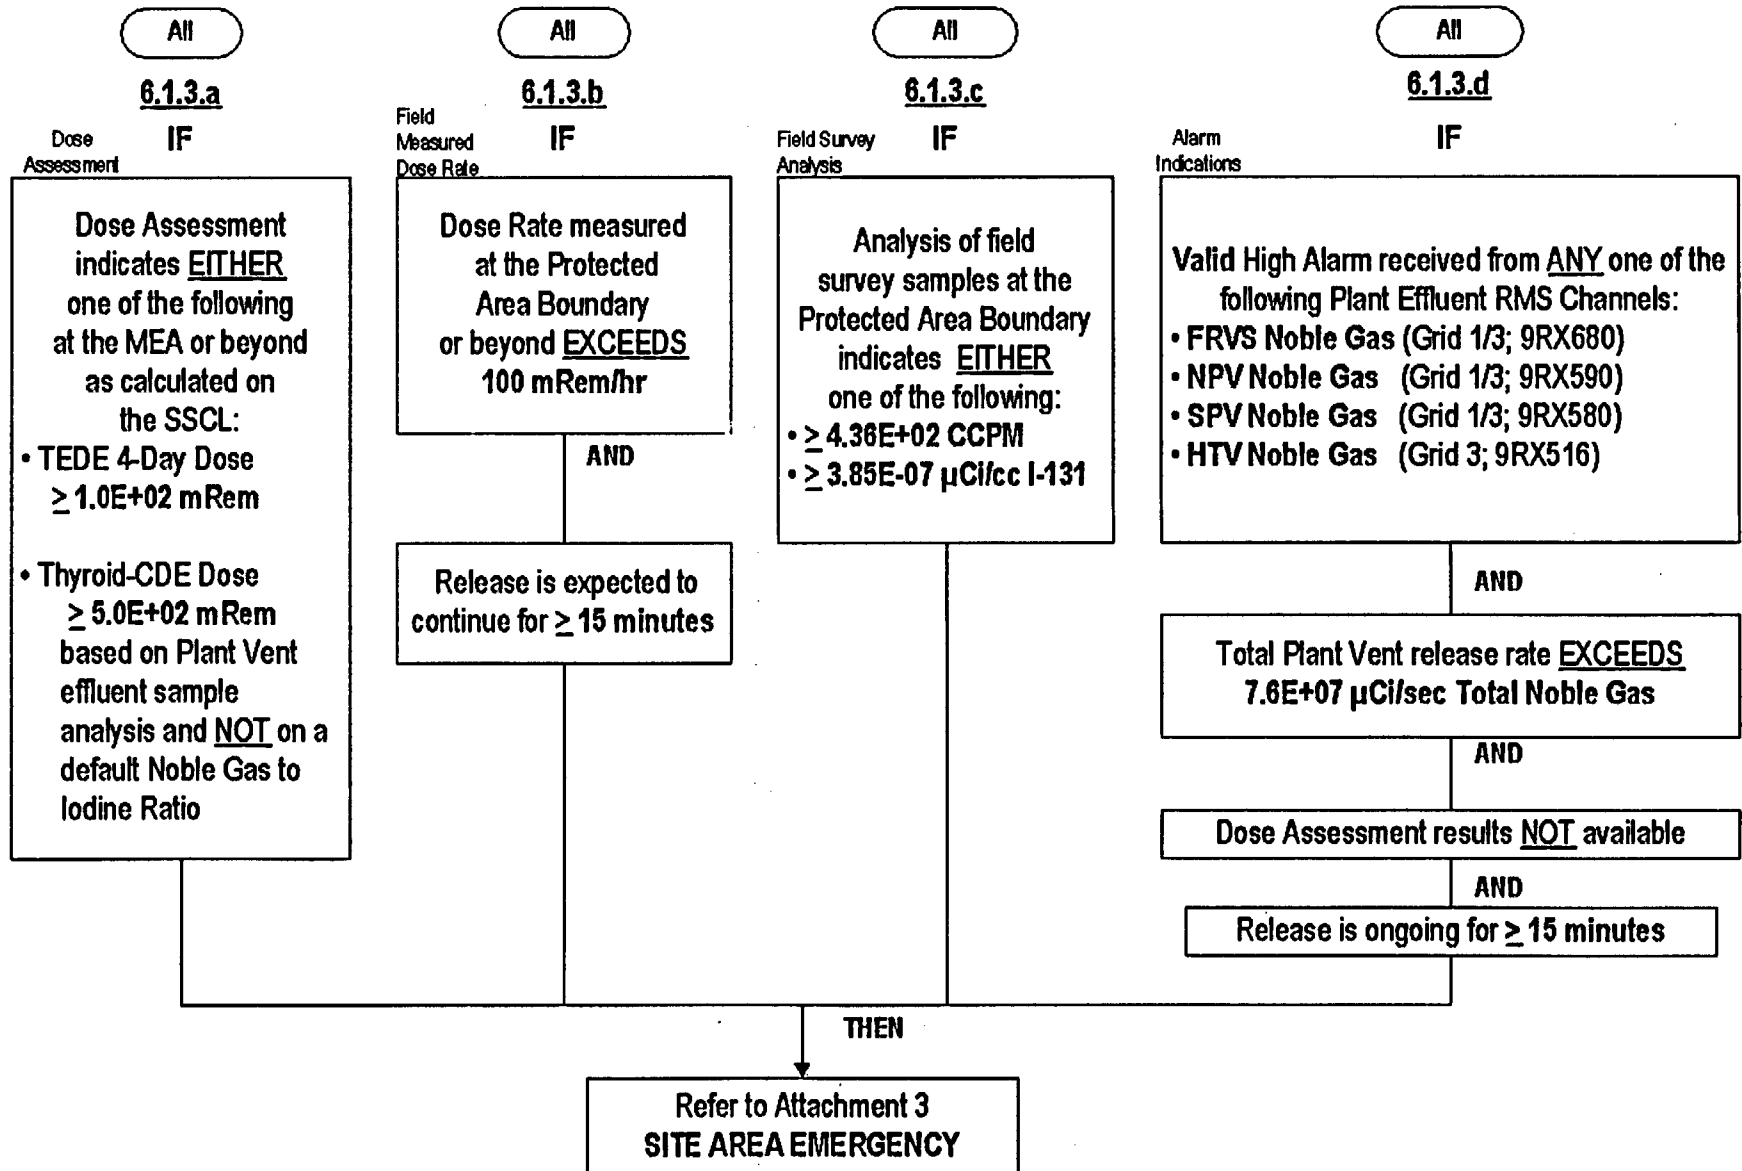 All
6.1.3.a
Dose
Assessment
IF
Dose Assessment
indicates EITHER
one of the following
at the MEA or beyond
as calculated on
the SSCL:
• TEDE 4-Day Dose
≥ 1.0E+02 mRem
• Thyroid-CDE Dose
≥ 5.0E+02 mRem
based on Plant Vent
effluent sample
analysis and NOT on a
default Noble Gas to
Iodine Ratio
All
6.1.3.b
Field
Measured
Dose Rate
IF
Dose Rate measured
at the Protected
Area Boundary
or beyond EXCEEDS
100 mRem/hr
AND
Release is expected to
continue for ≥ 15 minutes
All
6.1.3.c
Field Survey
Analysis
IF
Analysis of field
survey samples at the
Protected Area Boundary
indicates EITHER
one of the following:
• ≥ 4.36E+02 CCPM
• ≥ 3.85E-07 µCi/cc I-131
All
6.1.3.d
Alarm
Indications
IF
Valid High Alarm received from ANY one of the
following Plant Effluent RMS Channels:
• FRVS Noble Gas (Grid 1/3; 9RX680)
• NPV Noble Gas (Grid 1/3; 9RX590)
• SPV Noble Gas (Grid 1/3; 9RX580)
• HTV Noble Gas (Grid 3; 9RX516)
AND
Total Plant Vent release rate EXCEEDS
7.6E+07 µCi/sec Total Noble Gas
AND
Dose Assessment results NOT available
AND
Release is ongoing for ≥ 15 minutes
THEN
Refer to Attachment 3
SITE AREA EMERGENCY